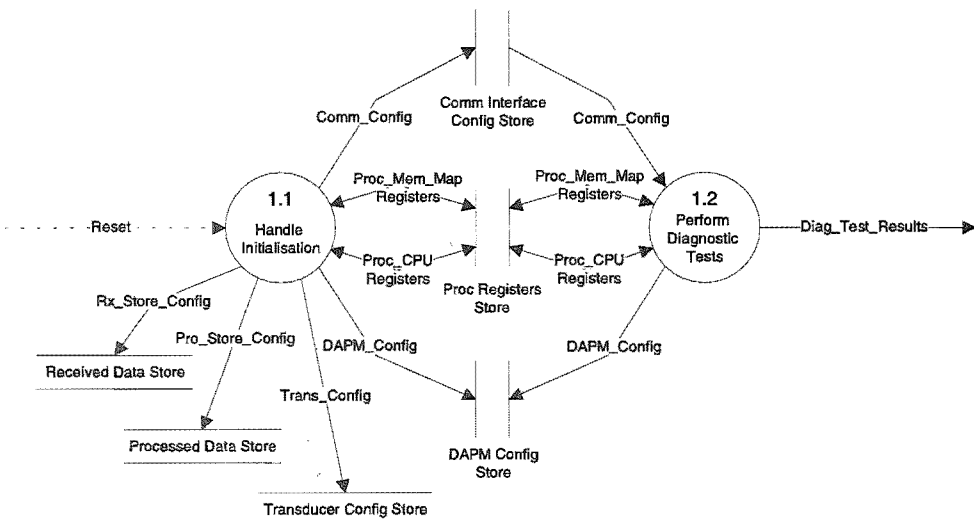 Comm Interface
Config Store
Comm_Config
Comm_Config
Proc_Mem_Map
Registers
Proc_Mem_Map
Registers
1.1
Handle
Initialisation
1.2
Perform
Diagnostic
Tests
Reset
Diag_Test_Results
Proc_CPU
Registers
Proc_CPU
Registers
Proc Registers
Store
Rx_Store_Config
Pro_Store_Config
DAPM_Config
DAPM_Config
Received Data Store
Trans_Config
Processed Data Store
DAPM Config
Store
Transducer Config Store